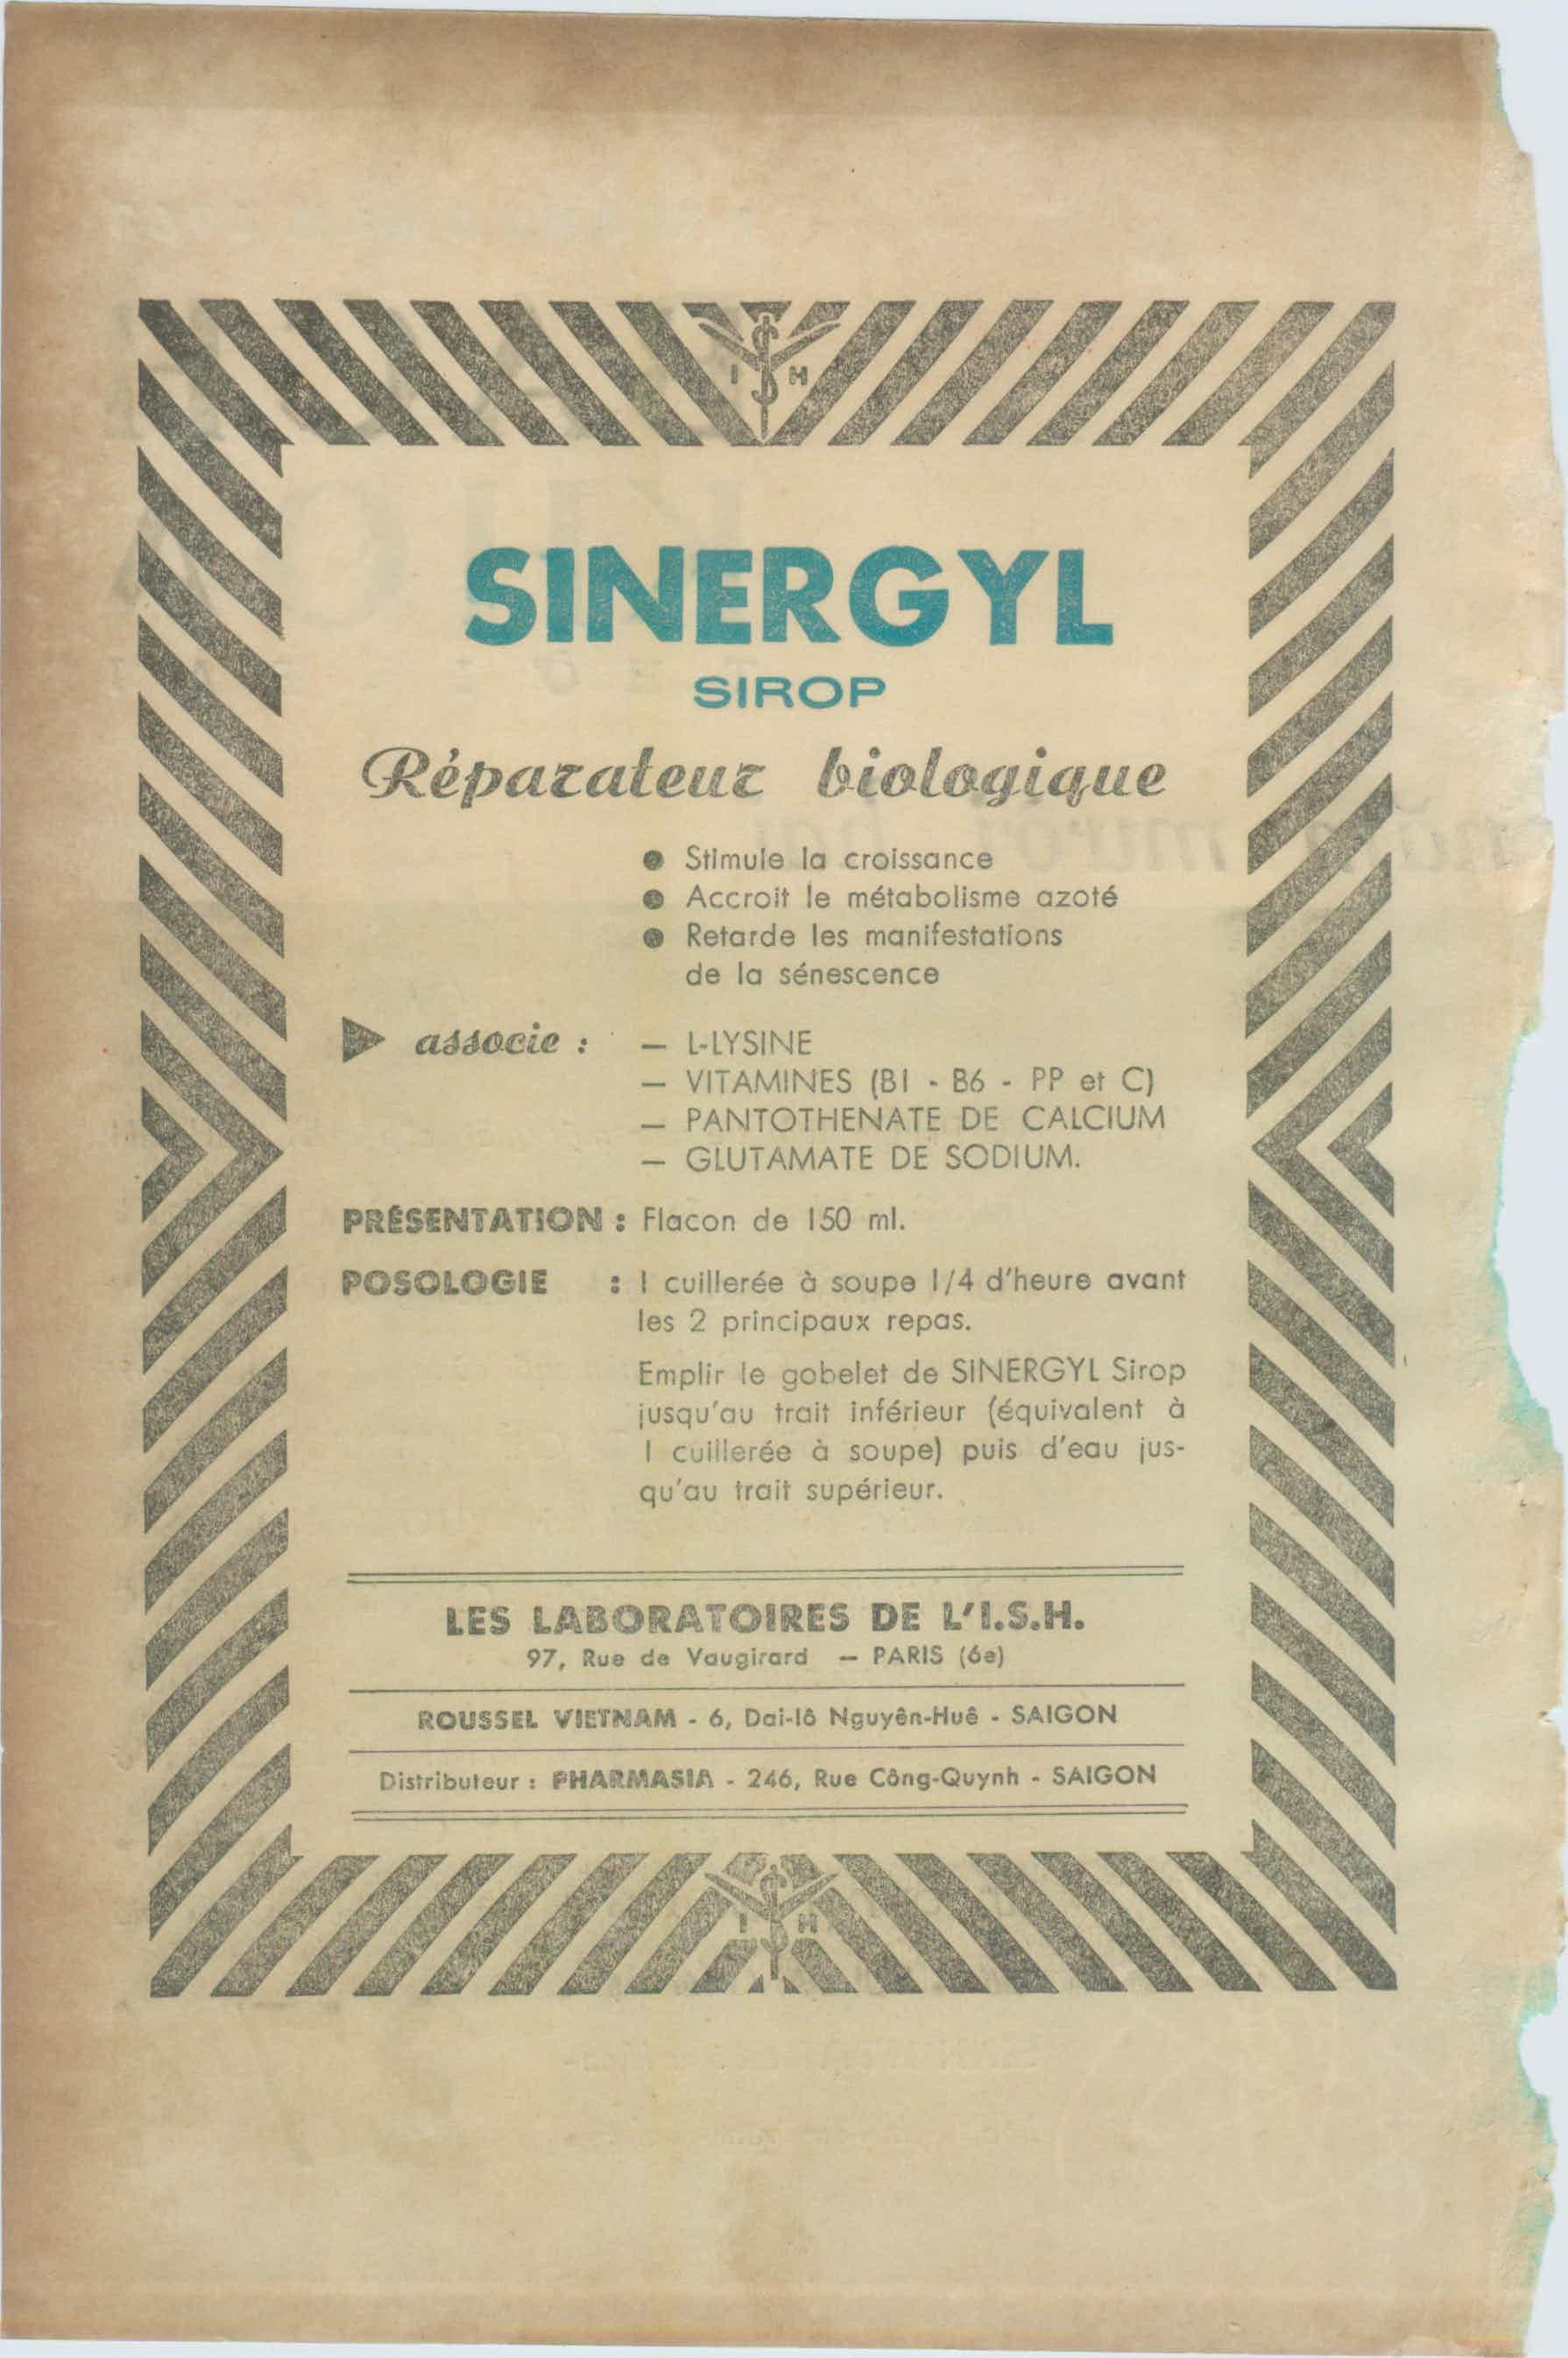 I H
SINERGYL
SIROP
Réparateur biologique
● Stimule la croissance
● Accroit le métabolisme azoté
● Retarde les manifestations
de la sénescence
▶ associe : — L-LYSINE
— VITAMINES (B1 - B6 - PP et C)
— PANTOTHENATE DE CALCIUM
— GLUTAMATE DE SODIUM.
PRÉSENTATION : Flacon de 150 ml.
POSOLOGIE : 1 cuillerée à soupe 1/4 d'heure avant
les 2 principaux repas.
Emplir le gobelet de SINERGYL Sirop
jusqu'au trait inférieur (équivalent à
1 cuillerée à soupe) puis d'eau jus-
qu'au trait supérieur.
LES LABORATOIRES DE L'I.S.H.
97, Rue de Vaugirard — PARIS (6e)
ROUSSEL VIETNAM - 6, Dai-lô Nguyên-Huê - SAIGON
Distributeur : PHARMASIA - 246, Rue Công-Quynh - SAIGON
I H